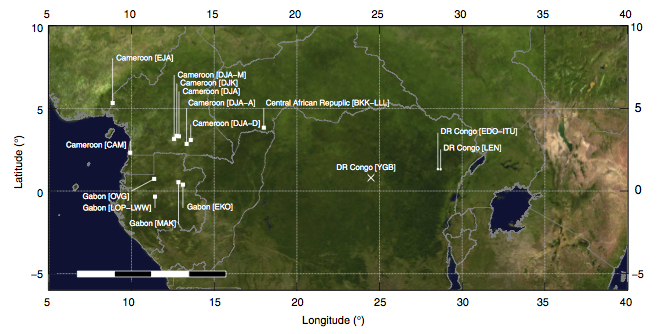 5
10
15
20
25
30
35
40
10
10
Cameroon [EJA]
Cameroon [DJA–M]
Cameroon [DJK]
Cameroon [DJA]
Cameroon [DJA–A]
Central African Repuplic [BKK–LLL]
5
5
Cameroon [DJA–D]
DR Congo [EDO–ITU]
Cameroon [CAM]
DR Congo [LEN]
DR Congo [YGB]
Latitude (°)
0
0
Gabon [OVG]
Gabon [LOP–LWW]
Gabon [EKO]
Gabon [MAK]
–5
–5
5
10
15
20
25
30
35
40
Longitude (°)